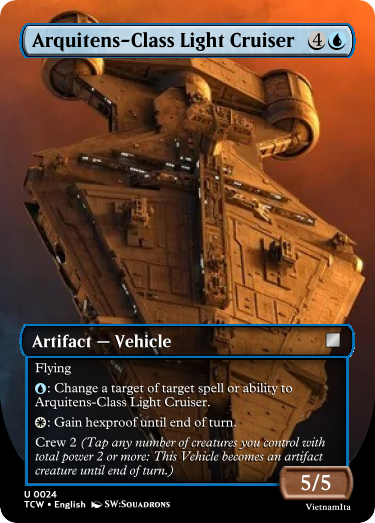 Arquitens-Class Light Cruiser 4
Artifact — Vehicle
Flying
: Change a target of target spell or ability to
Arquitens-Class Light Cruiser.
: Gain hexproof until end of turn.
Crew 2 (Tap any number of creatures you control with
total power 2 or more: This Vehicle becomes an artifact
creature until end of turn.)
5/5
U 0024
TCW • English SW:Squadrons
VietnamIta